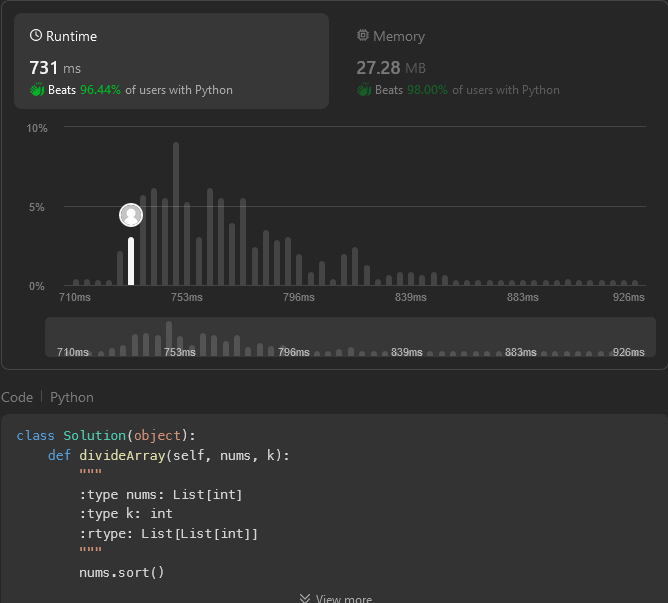 Runtime
Memory
731 ms
27.28 MB
Beats 96.44% of users with Python
Beats 98.00% of users with Python
10%
5%
0%
710ms 753ms 796ms 839ms 883ms 926ms
710ms 753ms 796ms 839ms 883ms 926ms
Code | Python
class Solution(object):
    def divideArray(self, nums, k):
        """
        :type nums: List[int]
        :type k: int
        :rtype: List[List[int]]
        """
        nums.sort()
View more